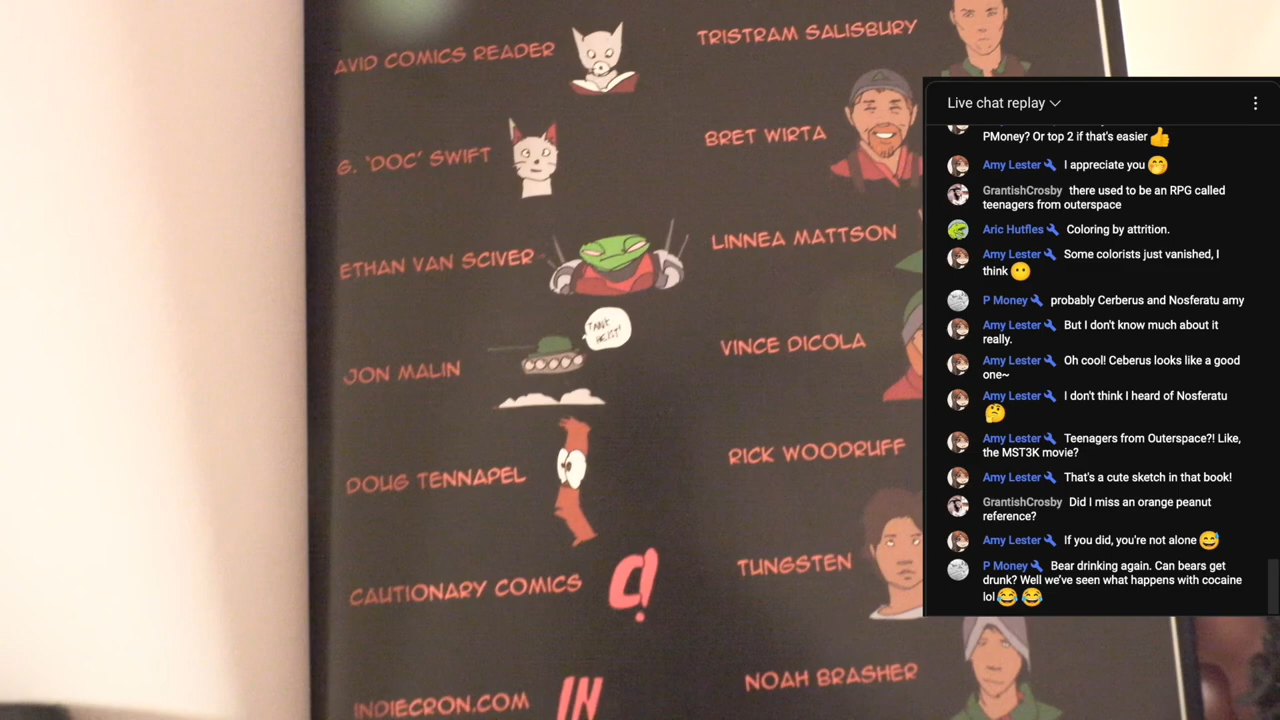 AVID COMICS READER
G. 'DOC' SWIFT
ETHAN VAN SCIVER
JON MALIN
TANK HEIST!
DOUG TENNAPEL
CAUTIONARY COMICS
C!
INDIECRON.COM
IN
TRISTRAM SALISBURY
BRET WIRTA
LINNEA MATTSON
VINCE DICOLA
RICK WOODRUFF
TUNGSTEN
NOAH BRASHER
Live chat replay
PMoney? Or top 2 if that's easier 👍
Amy Lester I appreciate you 🤭
GrantishCrosby there used to be an RPG called
teenagers from outerspace
Aric Hutfles Coloring by attrition.
Amy Lester Some colorists just vanished, I
think 😶
P Money probably Cerberus and Nosferatu amy
Amy Lester But I don't know much about it
really.
Amy Lester Oh cool! Ceberus looks like a good
one~
Amy Lester I don't think I heard of Nosferatu
🤔
Amy Lester Teenagers from Outerspace?! Like,
the MST3K movie?
Amy Lester That's a cute sketch in that book!
GrantishCrosby Did I miss an orange peanut
reference?
Amy Lester If you did, you're not alone 😅
P Money Bear drinking again. Can bears get
drunk? Well we've seen what happens with cocaine
lol😂 😂